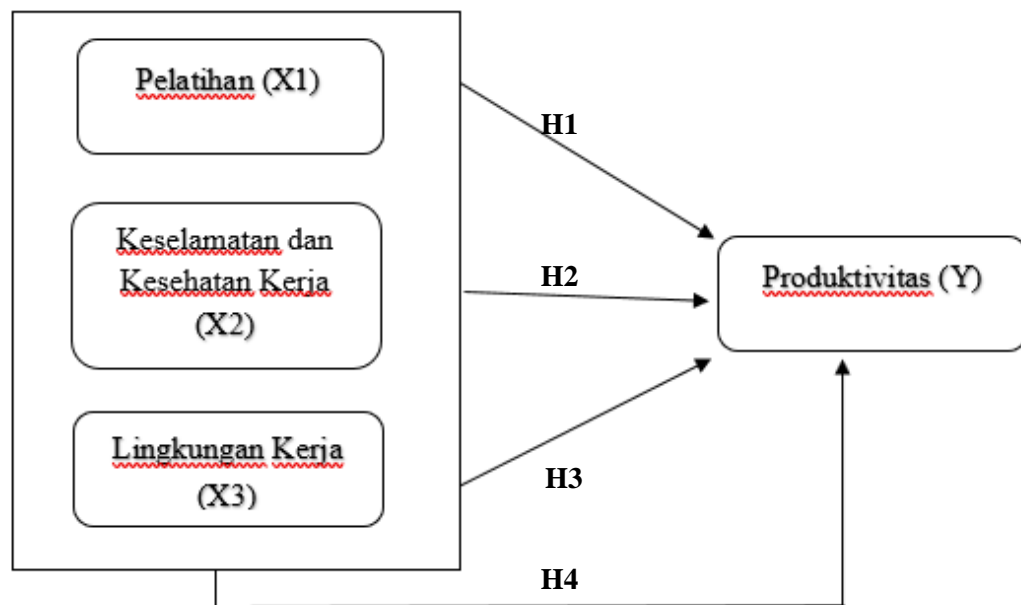 Pelatihan (X1)
H1
Keselamatan dan
Kesehatan Kerja
(X2)
H2
Produktivitas (Y)
Lingkungan Kerja
(X3)
H3
H4